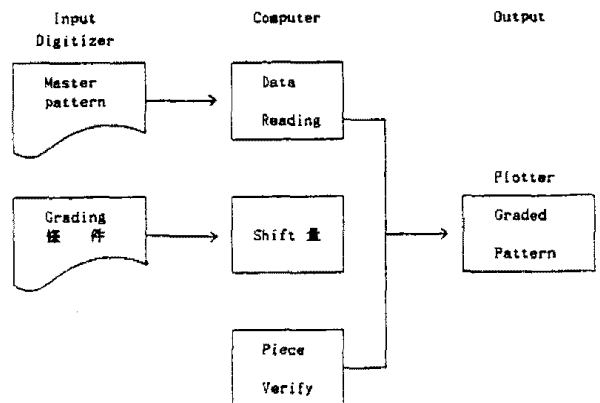 Input
Digitizer
Computer
Output
Master
pattern
Data
Reading
Grading
條 件
Shift 量
Plotter
Graded
Pattern
Piece
Verify